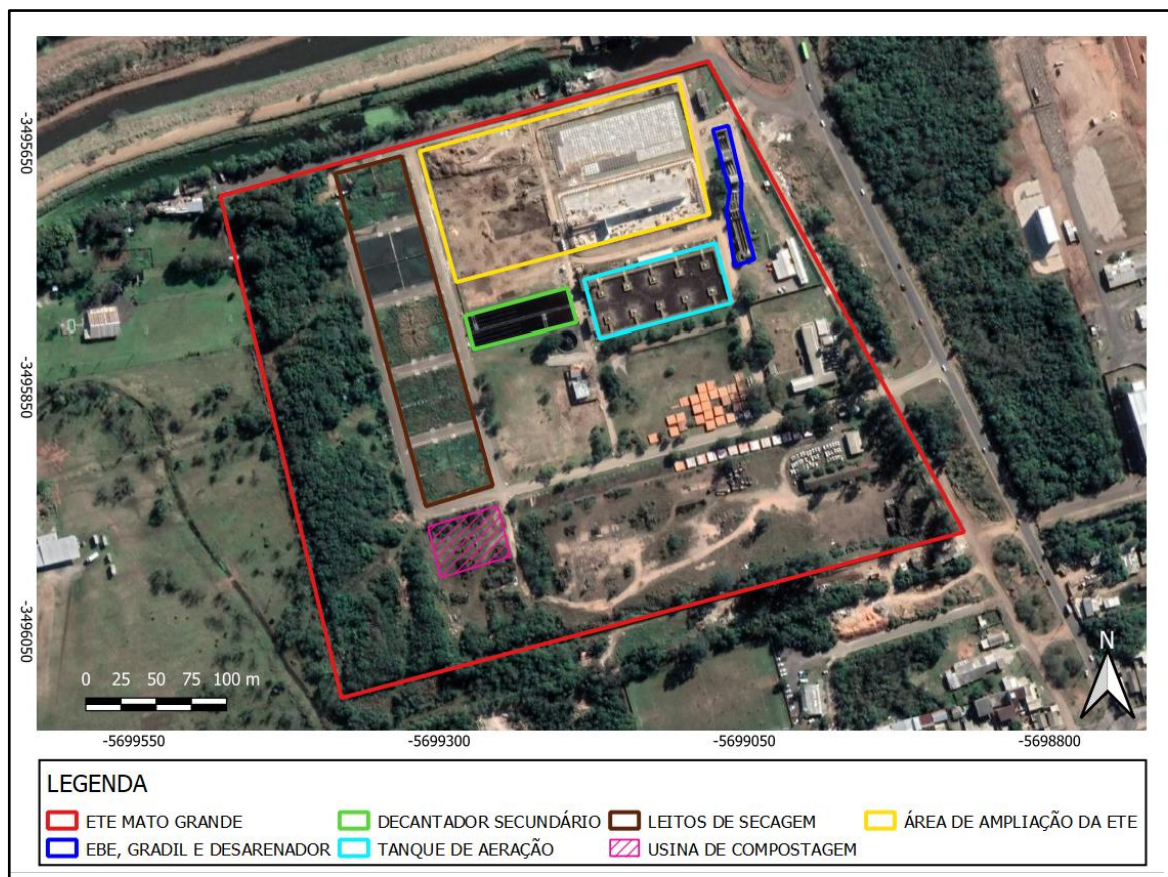 -3495650
-3495850
-3496050
N
0 25 50 75 100 m
-5699550 -5699300 -5699050 -5698800
LEGENDA
ETE MATO GRANDE DECANTADOR SECUNDÁRIO LEITOS DE SECAGEM ÁREA DE AMPLIAÇÃO DA ETE
EBE, GRADIL E DESARENADOR TANQUE DE AERAÇÃO USINA DE COMPOSTAGEM